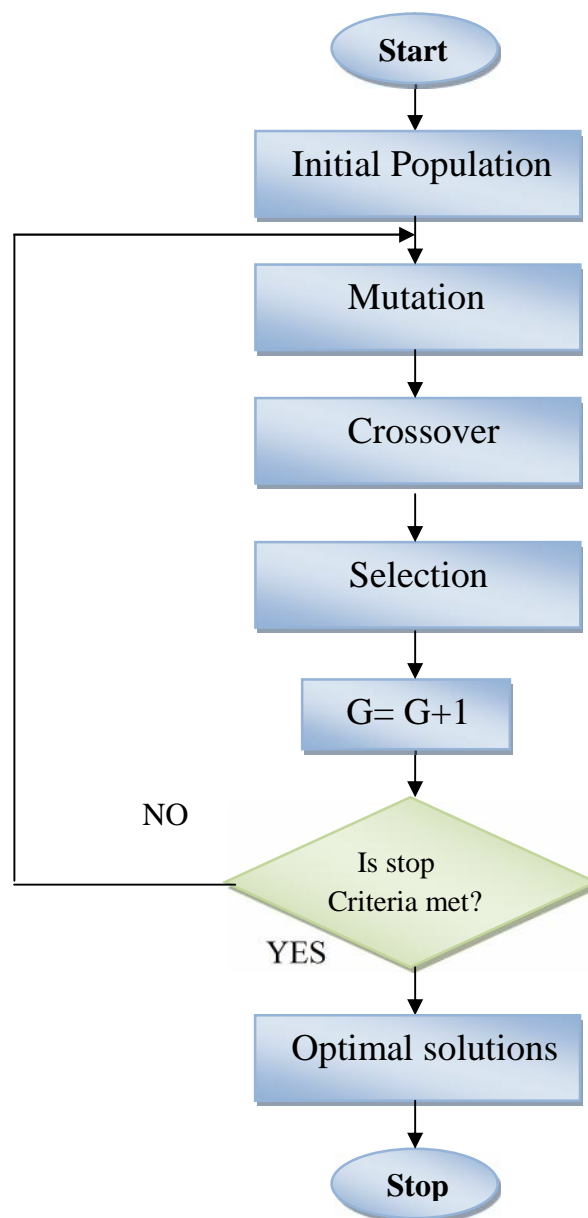 Start
Initial Population
Mutation
Crossover
Selection
G= G+1
NO
Is stop
Criteria met?
YES
Optimal solutions
Stop